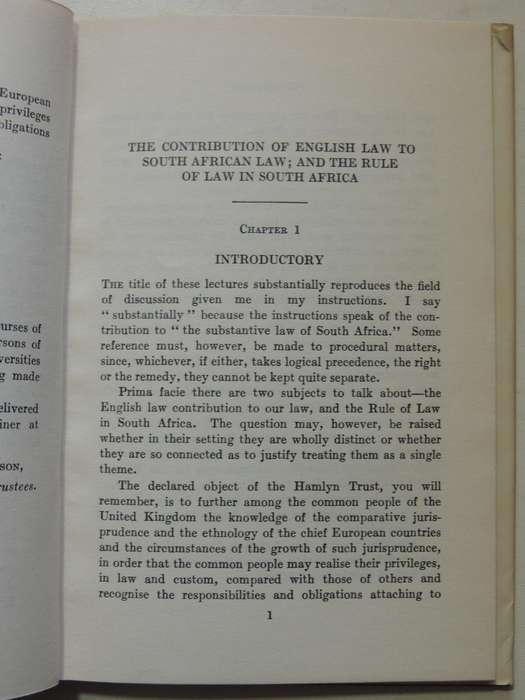 European
privileges
obligations
:
urses of
rsons of
versities
g made
elivered
iner at
SON,
rustees.
THE CONTRIBUTION OF ENGLISH LAW TO
SOUTH AFRICAN LAW; AND THE RULE
OF LAW IN SOUTH AFRICA
CHAPTER 1
INTRODUCTORY
THE title of these lectures substantially reproduces the field
of discussion given me in my instructions. I say
“ substantially ” because the instructions speak of the con-
tribution to “ the substantive law of South Africa.” Some
reference must, however, be made to procedural matters,
since, whichever, if either, takes logical precedence, the right
or the remedy, they cannot be kept quite separate.
Prima facie there are two subjects to talk about—the
English law contribution to our law, and the Rule of Law
in South Africa. The question may, however, be raised
whether in their setting they are wholly distinct or whether
they are so connected as to justify treating them as a single
theme.
The declared object of the Hamlyn Trust, you will
remember, is to further among the common people of the
United Kingdom the knowledge of the comparative juris-
prudence and the ethnology of the chief European countries
and the circumstances of the growth of such jurisprudence,
in order that the common people may realise their privileges,
in law and custom, compared with those of others and
recognise the responsibilities and obligations attaching to
1